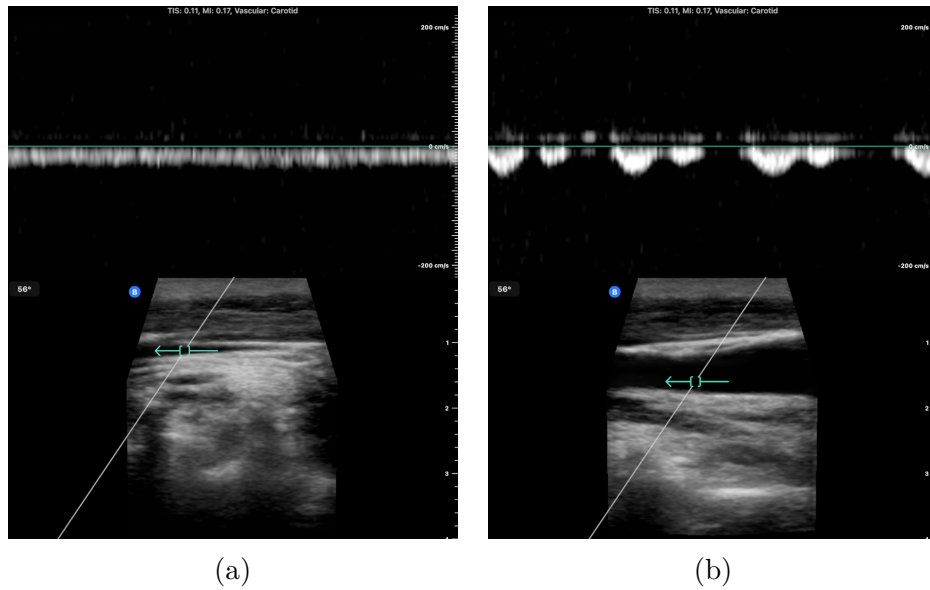 TIS: 0.11, MI: 0.17, Vascular: Carotid
200 cm/s
0 cm/s
-200 cm/s
56°
B
1
2
3
(a)
TIS: 0.11, MI: 0.17, Vascular: Carotid
200 cm/s
0 cm/s
-200 cm/s
56°
B
1
2
3
(b)